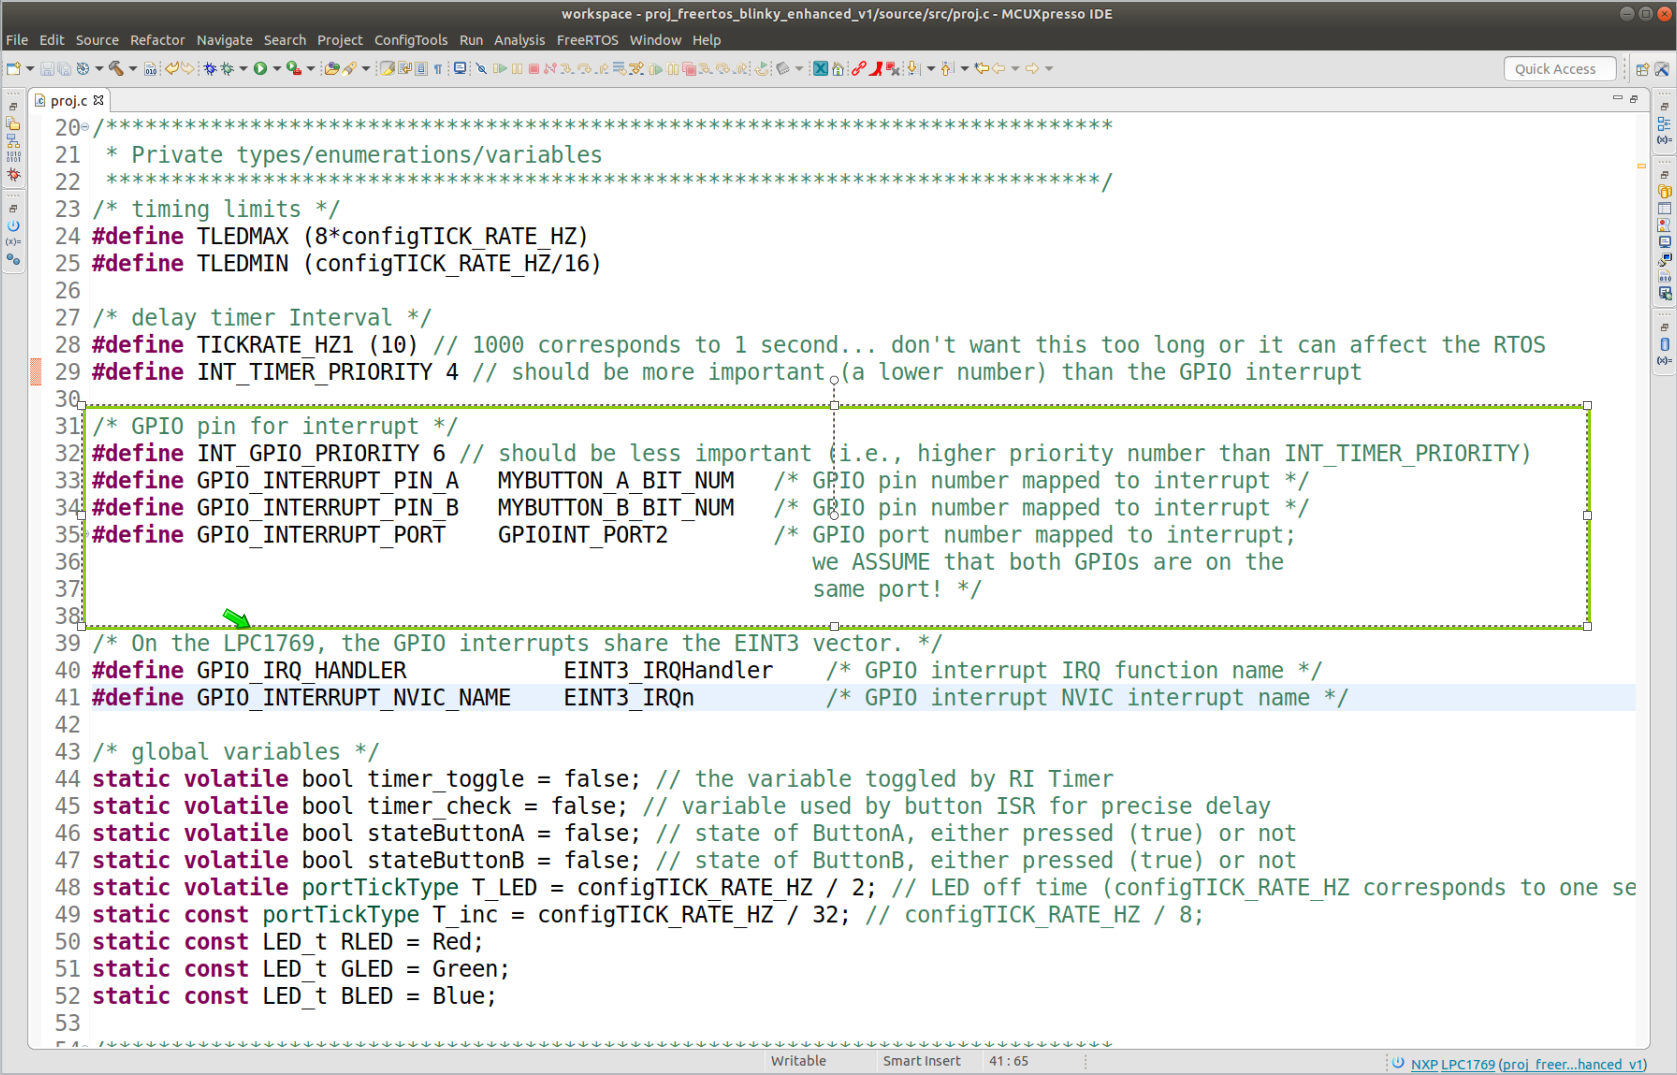 workspace - proj_freertos_blinky_enhanced_v1/source/src/proj.c - MCUXpresso IDE
File Edit Source Refactor Navigate Search Project ConfigTools Run Analysis FreeRTOS Window Help
Quick Access
proj.c
20 /*****************************************************************************
21  * Private types/enumerations/variables
22  ****************************************************************************/
23 /* timing limits */
24 #define TLEDMAX (8*configTICK_RATE_HZ)
25 #define TLEDMIN (configTICK_RATE_HZ/16)
26
27 /* delay timer Interval */
28 #define TICKRATE_HZ1 (10) // 1000 corresponds to 1 second... don't want this too long or it can affect the RTOS
29 #define INT_TIMER_PRIORITY 4 // should be more important (a lower number) than the GPIO interrupt
30
31 /* GPIO pin for interrupt */
32 #define INT_GPIO_PRIORITY 6 // should be less important (i.e., higher priority number than INT_TIMER_PRIORITY)
33 #define GPIO_INTERRUPT_PIN_A   MYBUTTON_A_BIT_NUM   /* GPIO pin number mapped to interrupt */
34 #define GPIO_INTERRUPT_PIN_B   MYBUTTON_B_BIT_NUM   /* GPIO pin number mapped to interrupt */
35 #define GPIO_INTERRUPT_PORT    GPIOINT_PORT2        /* GPIO port number mapped to interrupt;
36                                                        we ASSUME that both GPIOs are on the
37                                                        same port! */
38
39 /* On the LPC1769, the GPIO interrupts share the EINT3 vector. */
40 #define GPIO_IRQ_HANDLER            EINT3_IRQHandler    /* GPIO interrupt IRQ function name */
41 #define GPIO_INTERRUPT_NVIC_NAME    EINT3_IRQn          /* GPIO interrupt NVIC interrupt name */
42
43 /* global variables */
44 static volatile bool timer_toggle = false; // the variable toggled by RI Timer
45 static volatile bool timer_check = false; // variable used by button ISR for precise delay
46 static volatile bool stateButtonA = false; // state of ButtonA, either pressed (true) or not
47 static volatile bool stateButtonB = false; // state of ButtonB, either pressed (true) or not
48 static volatile portTickType T_LED = configTICK_RATE_HZ / 2; // LED off time (configTICK_RATE_HZ corresponds to one se
49 static const portTickType T_inc = configTICK_RATE_HZ / 32; // configTICK_RATE_HZ / 8;
50 static const LED_t RLED = Red;
51 static const LED_t GLED = Green;
52 static const LED_t BLED = Blue;
53
54 /*****************************************************************************
Writable Smart Insert 41 : 65 NXP LPC1769 (proj_freer...hanced_v1)